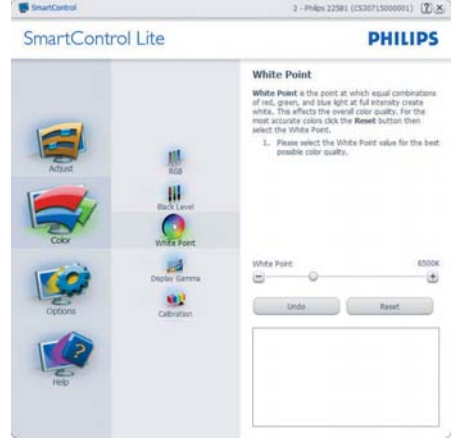 SmartControl
2 - Philips 225B1 (CS30715000001)
SmartControl Lite
PHILIPS
Adjust
Color
Options
Help
RGB
Black Level
White Point
Display Gamma
Calibration
White Point
White Point is the point at which equal combinations
of red, green, and blue light at full intensity create
white. This effects the overall color quality. For the
most accurate colors click the Reset button then
select the White Point.
1. Please select the White Point value for the best
possible color quality.
White Point
6500K
Undo
Reset